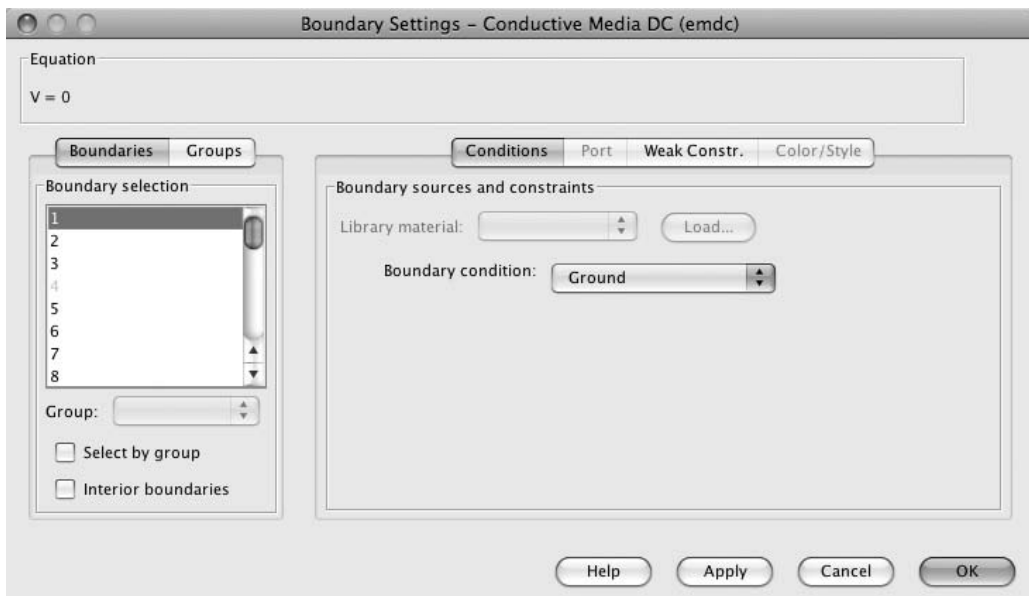 Boundary Settings – Conductive Media DC (emdc)
Equation
V = 0
Boundaries Groups
Boundary selection
1
2
3
4
5
6
7
8
Group:
Select by group
Interior boundaries
Conditions Port Weak Constr. Color/Style
Boundary sources and constraints
Library material: Load...
Boundary condition: Ground
Help Apply Cancel OK